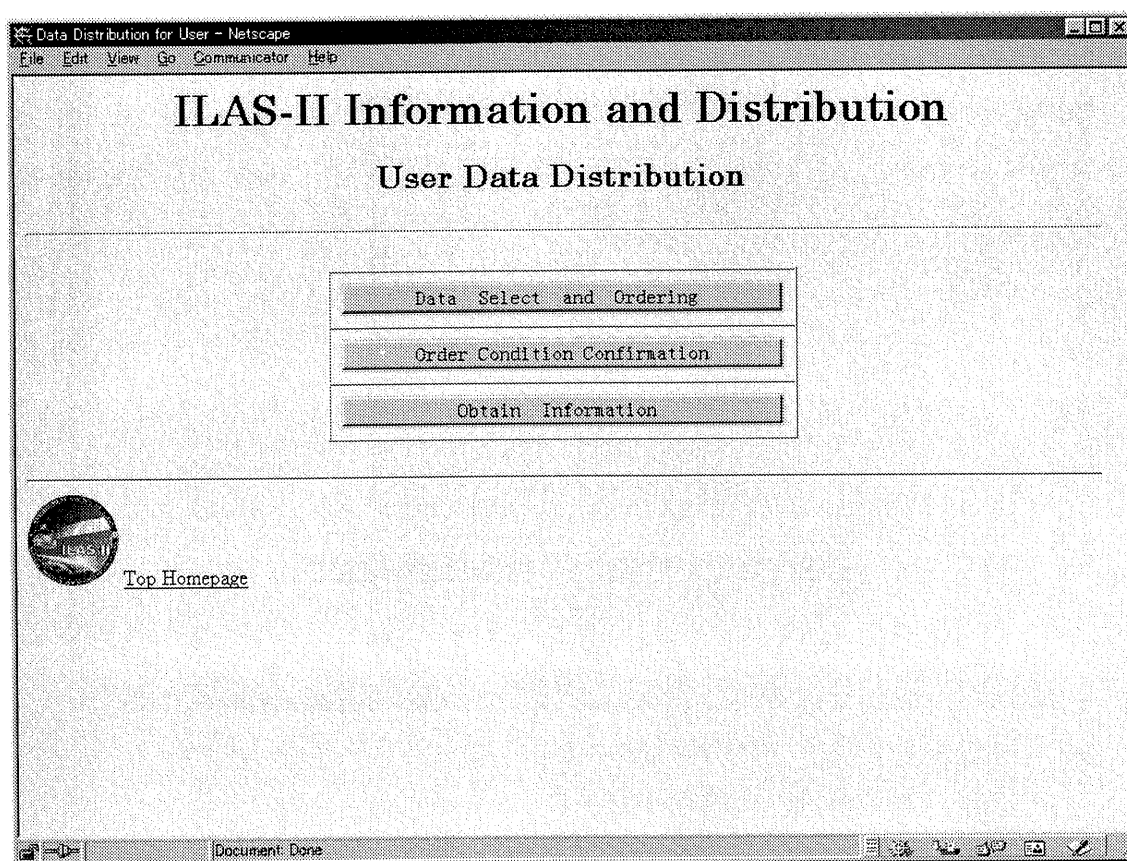 Data Distribution for User - Netscape
File Edit View Go Communicator Help
ILAS-II Information and Distribution
User Data Distribution
Data Select and Ordering
Order Condition Confirmation
Obtain Information
ILAS-II
Top Homepage
Document: Done